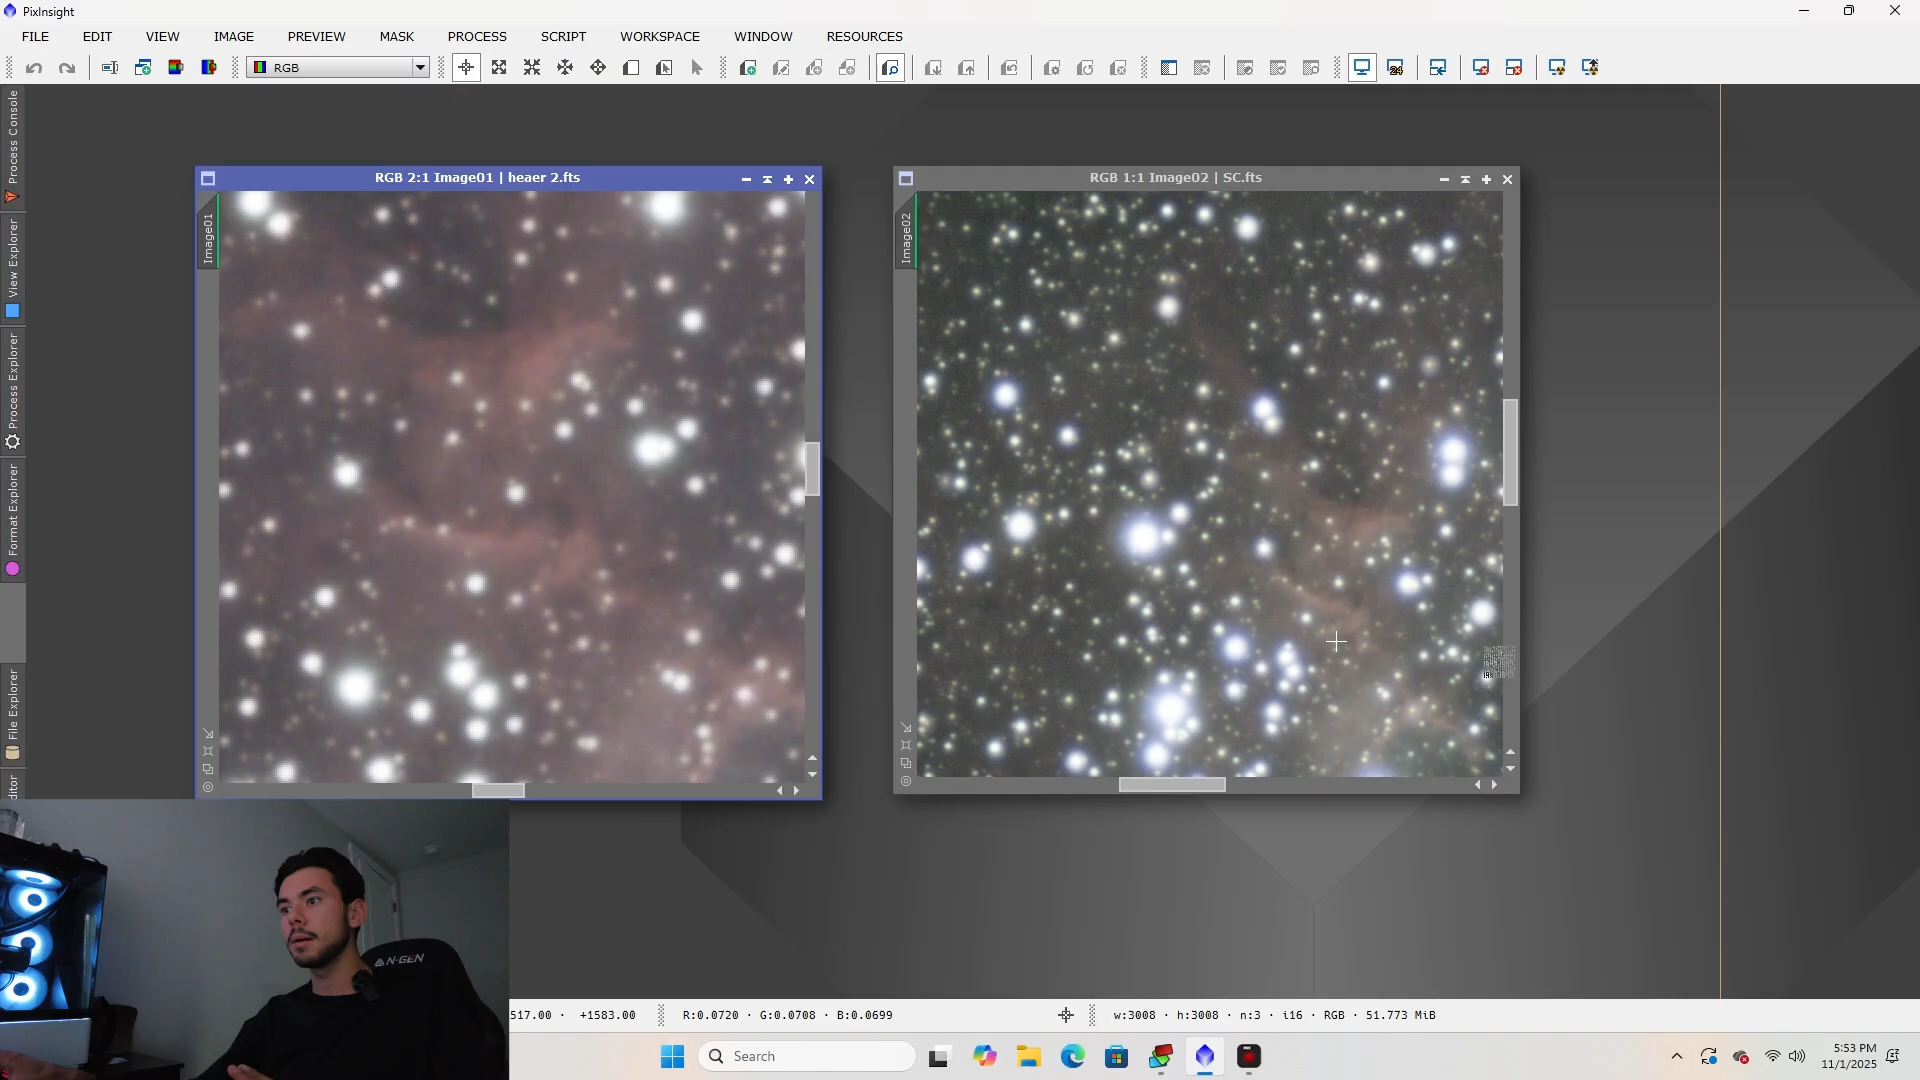 PixInsight
FILE EDIT VIEW IMAGE PREVIEW MASK PROCESS SCRIPT WORKSPACE WINDOW RESOURCES
RGB
24
Process Console
View Explorer
Process Explorer
Format Explorer
File Explorer
ditor
RGB 2:1 Image01 | heaer 2.fts
Image01
RGB 1:1 Image02 | SC.fts
Image02
N-GEN
517.00 · +1583.00
R:0.0720 · G:0.0708 · B:0.0699
w:3008 · h:3008 · n:3 · i16 · RGB · 51.773 MiB
Search
5:53 PM
11/1/2025